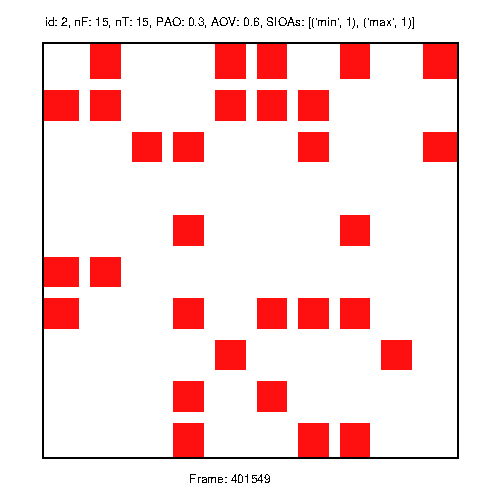 id: 2, nF: 15, nT: 15, PAO: 0.3, AOV: 0.6, SIOAs: [('min', 1), ('max', 1)]
Frame: 401549